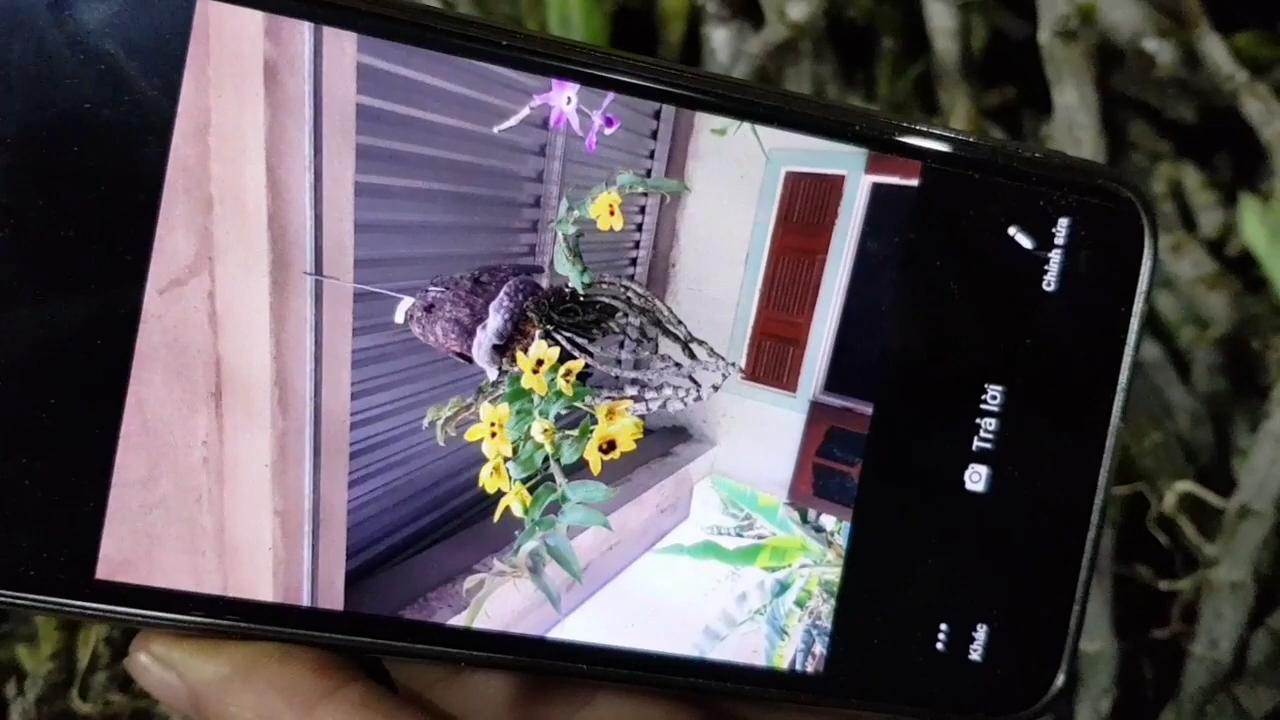 Chỉnh sửa
Trả lời
Khác